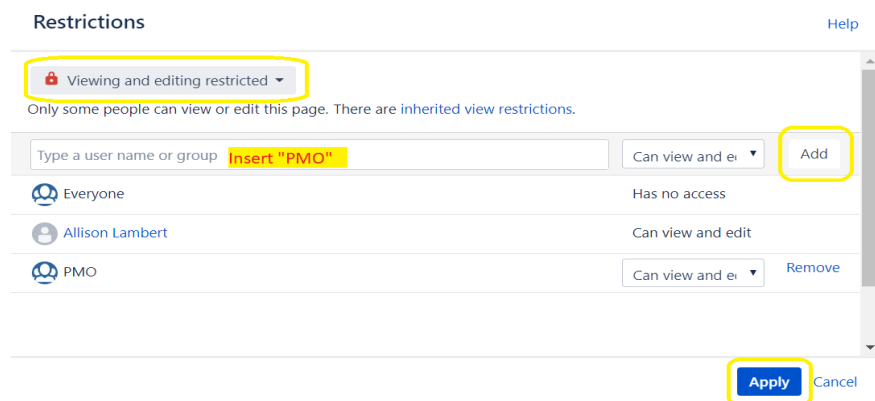 Restrictions
Help
Viewing and editing restricted
Only some people can view or edit this page. There are inherited view restrictions.
Type a user name or group Insert "PMO" Can view and e Add
Everyone Has no access
Allison Lambert Can view and edit
PMO Can view and e Remove
Apply Cancel